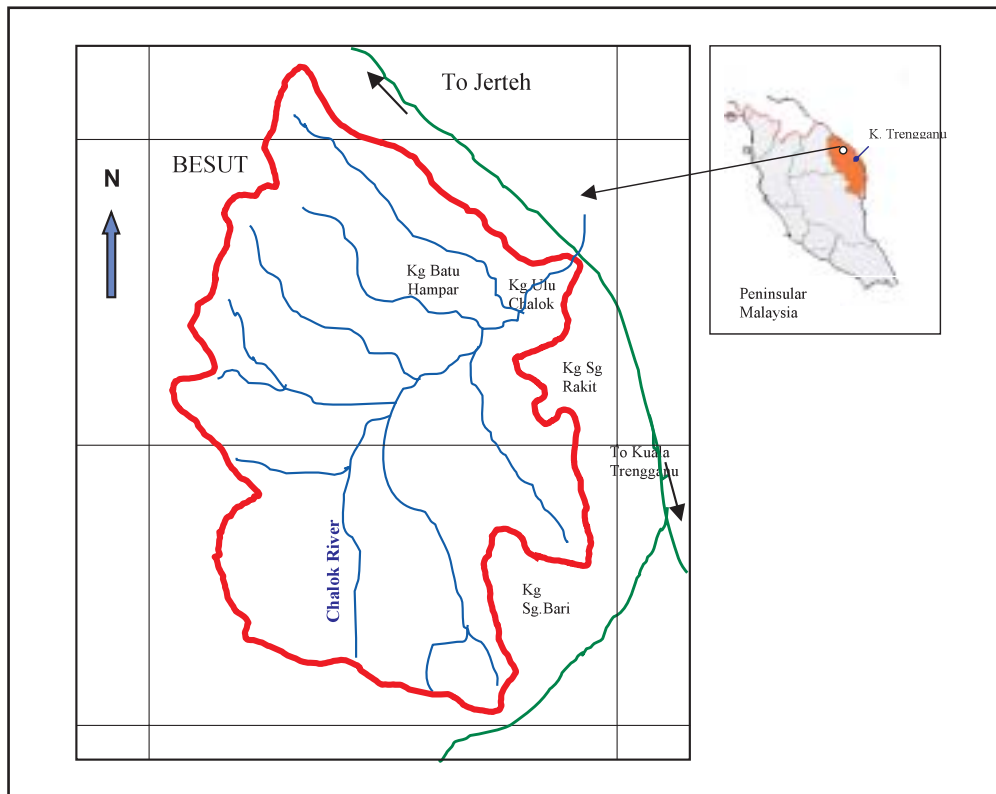 To Jerteh
BESUT
N
Kg Batu
Hampar
Kg Ulu
Chalok
Kg Sg
Rakit
To Kuala
Trengganu
Chalok River
Kg
Sg.Bari
K. Trengganu
Peninsular
Malaysia